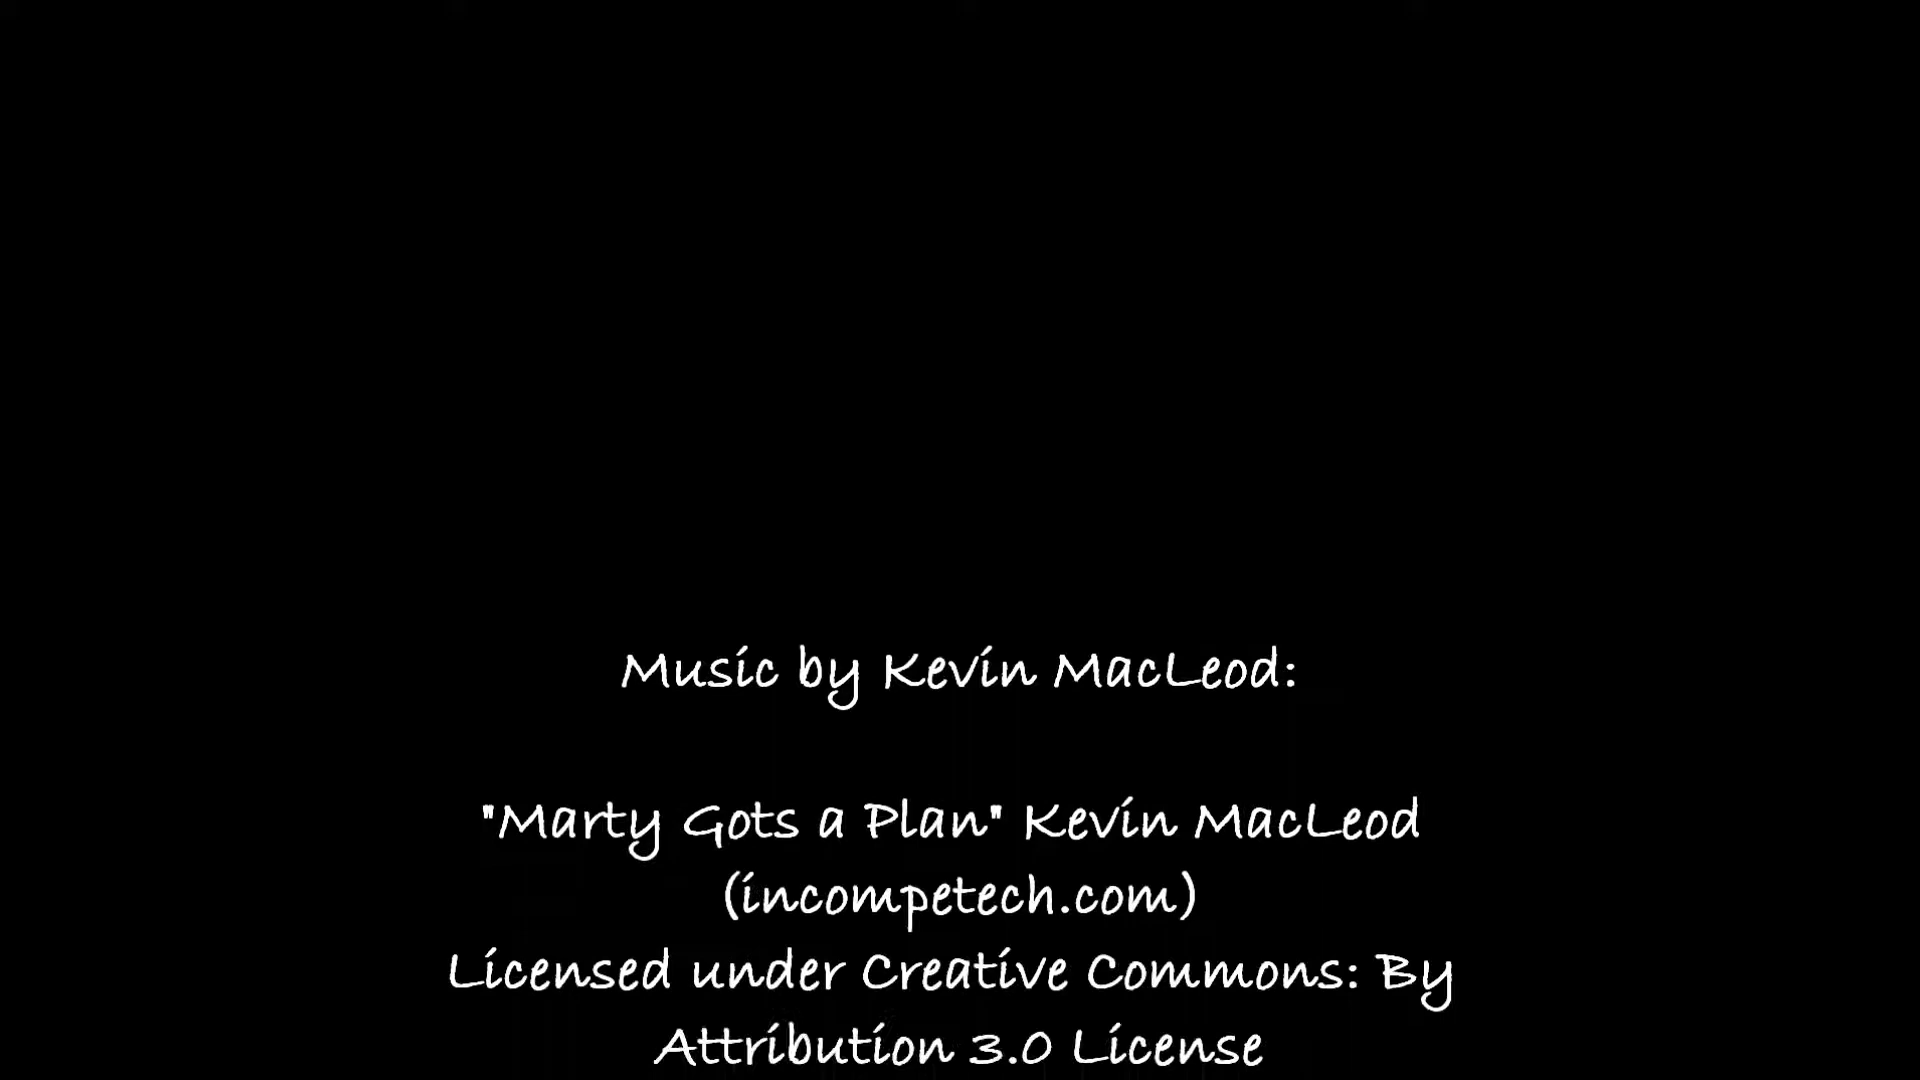 Music by Kevin MacLeod:
"Marty Gots a Plan" Kevin MacLeod
(incompetech.com)
Licensed under Creative Commons: By
Attribution 3.0 License